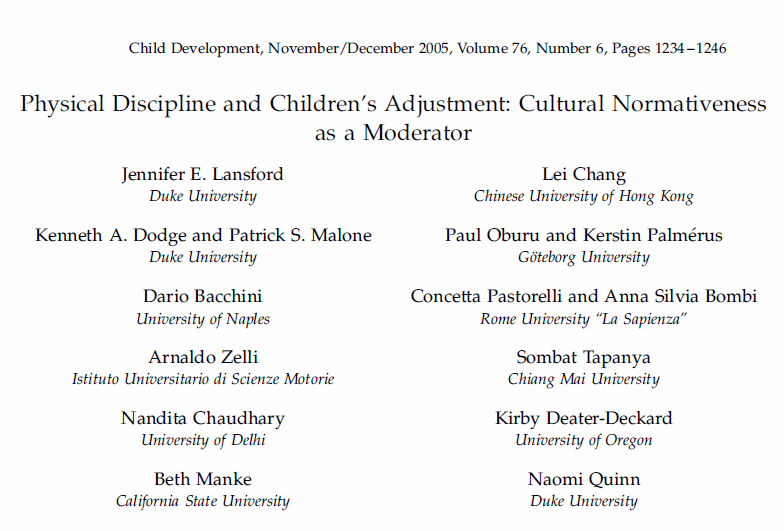 Child Development, November/December 2005, Volume 76, Number 6, Pages 1234–1246
Physical Discipline and Children's Adjustment: Cultural Normativeness
as a Moderator
Jennifer E. Lansford
Duke University
Lei Chang
Chinese University of Hong Kong
Kenneth A. Dodge and Patrick S. Malone
Duke University
Paul Oburu and Kerstin Palmérus
Göteborg University
Dario Bacchini
University of Naples
Concetta Pastorelli and Anna Silvia Bombi
Rome University “La Sapienza”
Arnaldo Zelli
Istituto Universitario di Scienze Motorie
Sombat Tapanya
Chiang Mai University
Nandita Chaudhary
University of Delhi
Kirby Deater-Deckard
University of Oregon
Beth Manke
California State University
Naomi Quinn
Duke University